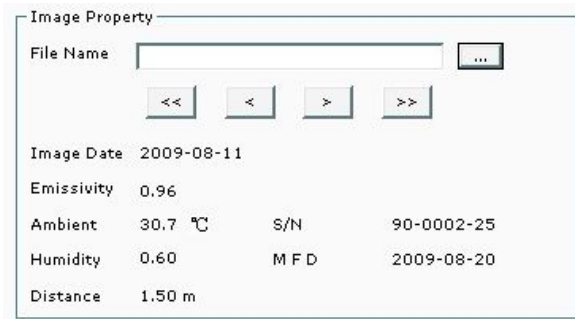 Image Property
File Name ...
<< < > >>
Image Date 2009-08-11
Emissivity 0.96
Ambient 30.7 ℃ S/N 90-0002-25
Humidity 0.60 M F D 2009-08-20
Distance 1.50 m